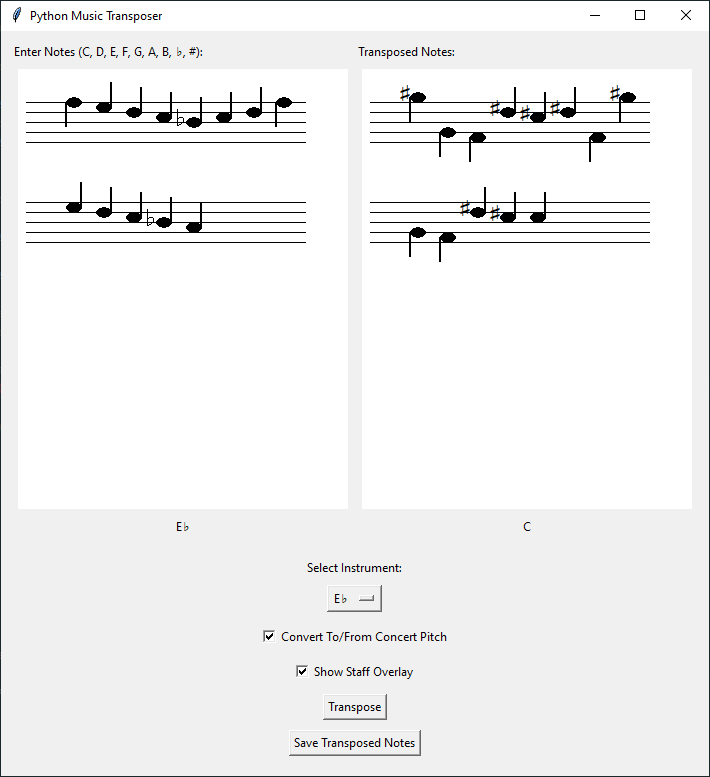 Python Music Transposer
Enter Notes (C, D, E, F, G, A, B, ♭, #):
Transposed Notes:
E♭
C
Select Instrument:
E♭
Convert To/From Concert Pitch
Show Staff Overlay
Transpose
Save Transposed Notes